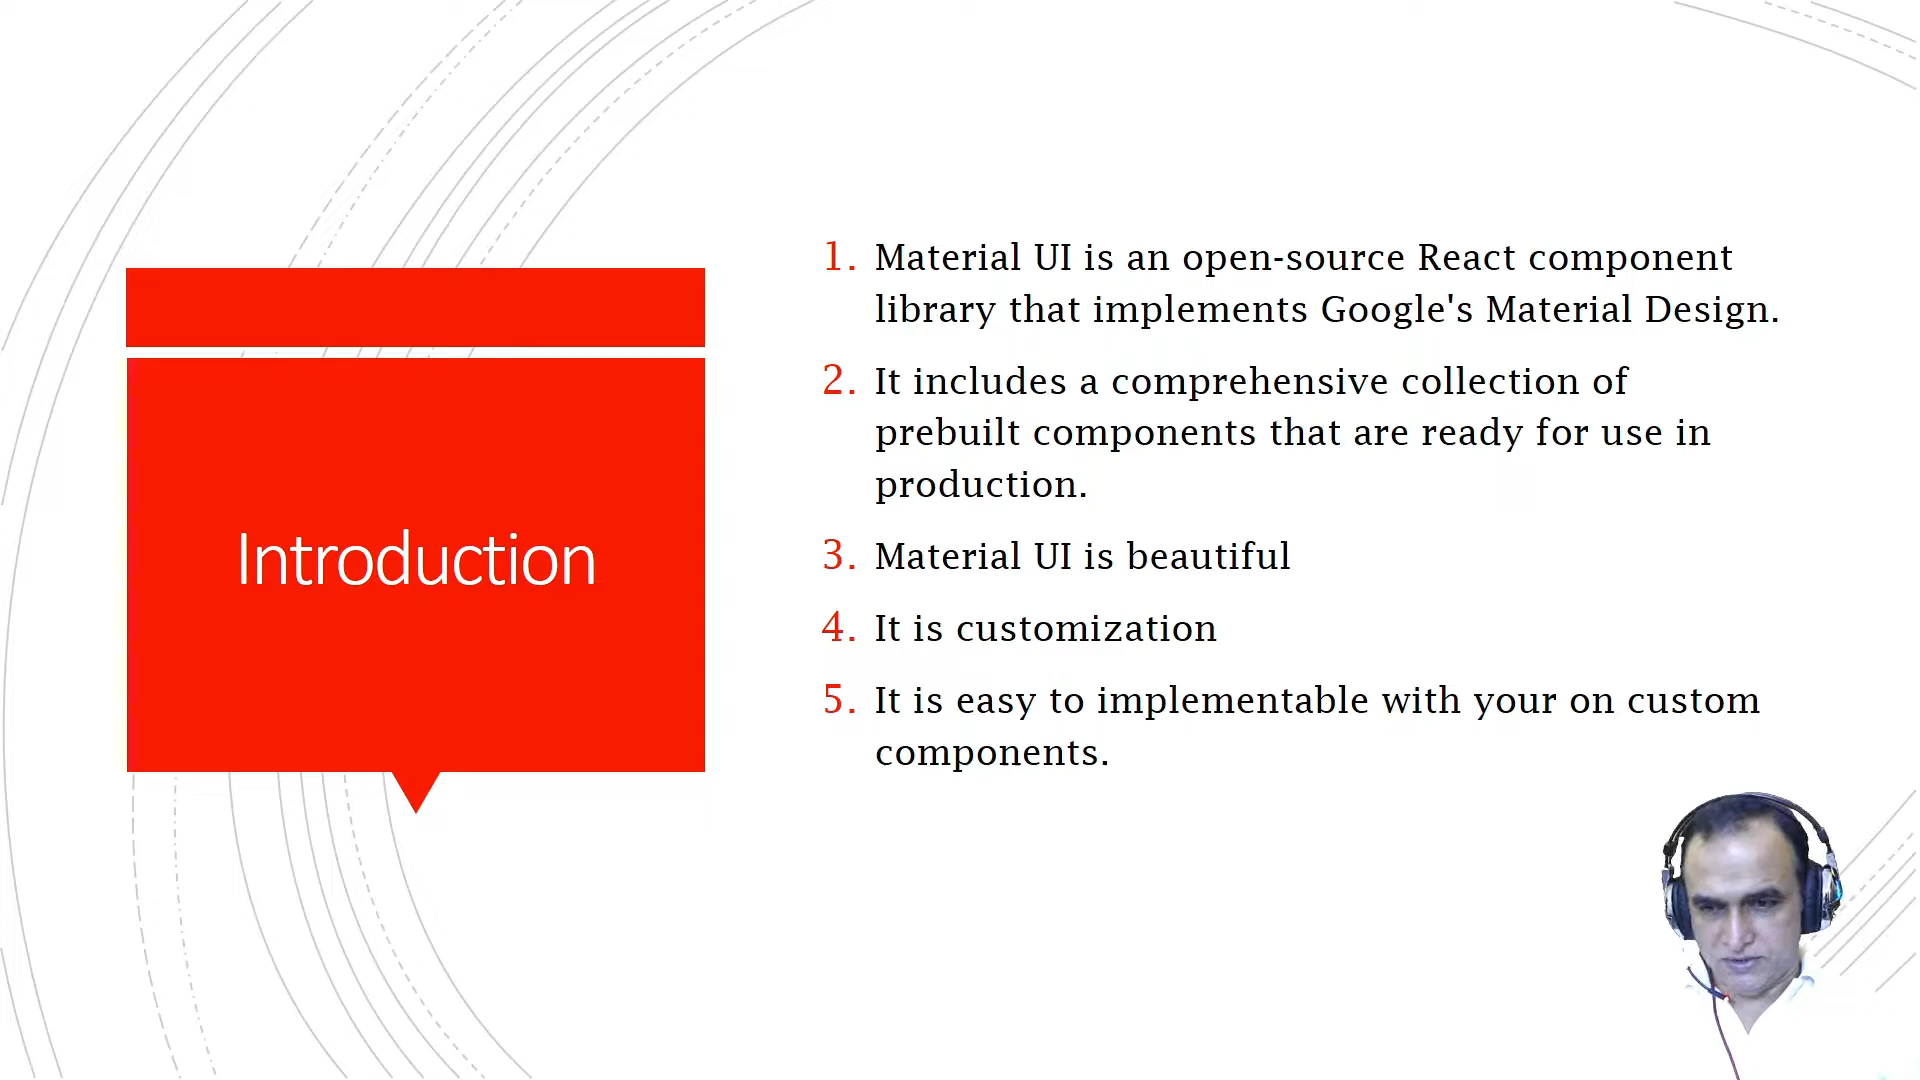 Introduction
1. Material UI is an open-source React component
library that implements Google's Material Design.
2. It includes a comprehensive collection of
prebuilt components that are ready for use in
production.
3. Material UI is beautiful
4. It is customization
5. It is easy to implementable with your on custom
components.